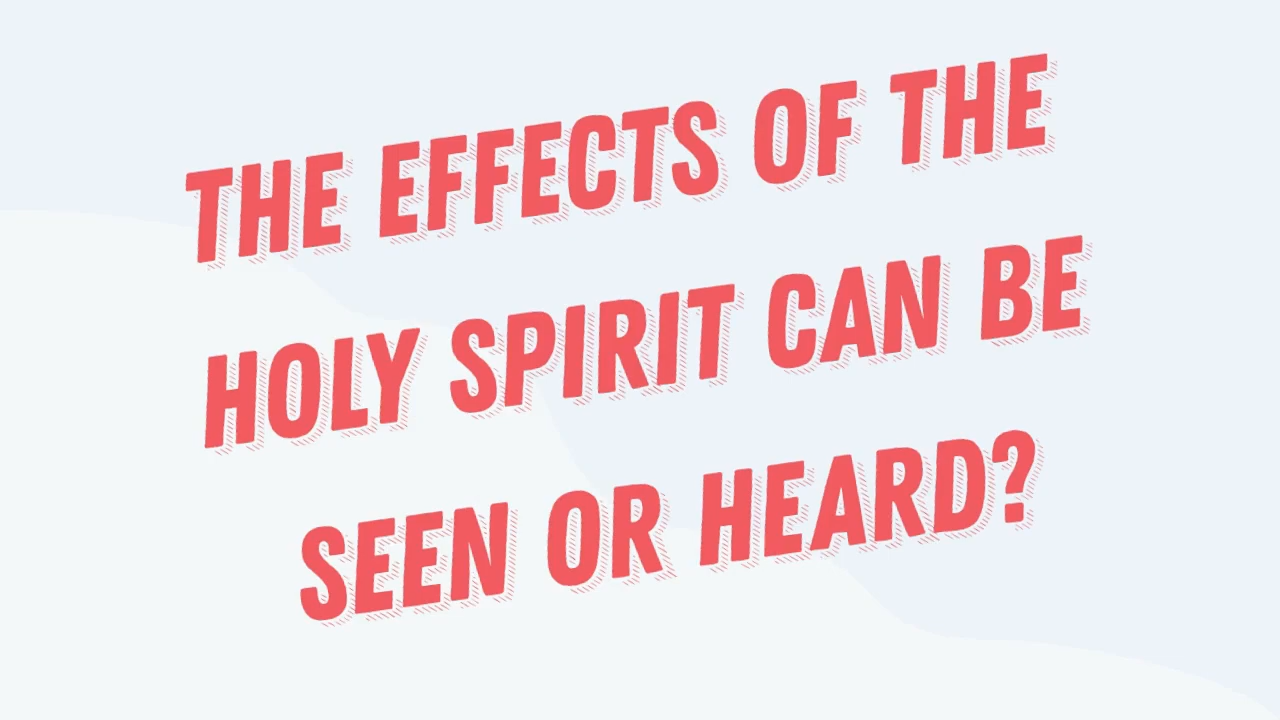 THE EFFECTS OF THE
HOLY SPIRIT CAN BE
SEEN OR HEARD?